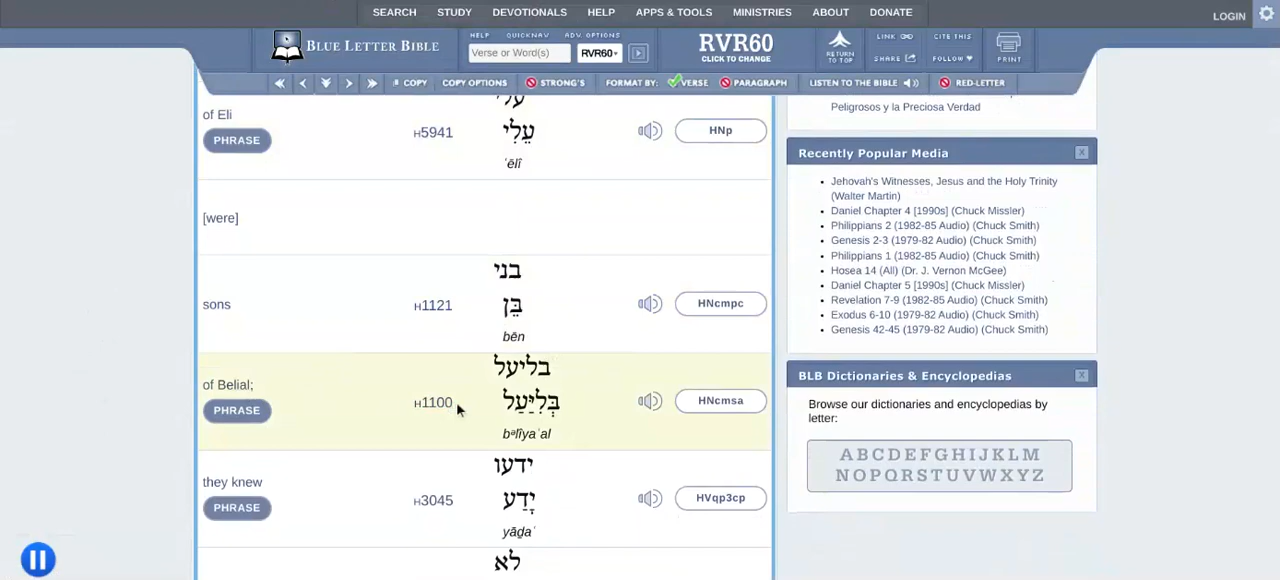 SEARCH STUDY DEVOTIONALS HELP APPS & TOOLS MINISTRIES ABOUT DONATE LOGIN
BLUE LETTER BIBLE
HELP QUICKNAV ADV. OPTIONS
Verse or Word(s) RVR60
RVR60
CLICK TO CHANGE
RETURN TO TOP
LINK
SHARE
CITE THIS
FOLLOW
PRINT
COPY COPY OPTIONS STRONG'S FORMAT BY: VERSE PARAGRAPH LISTEN TO THE BIBLE RED-LETTER
of Eli
PHRASE
H5941
עלי
עֵלִי
ʿēlî
HNp
[were]
sons
H1121
בני
בֵּן
bēn
HNcmpc
of Belial;
PHRASE
H1100
בליעל
בְּלִיַּעַל
bᵊlîyaʿal
HNcmsa
they knew
PHRASE
H3045
ידעו
יָדַע
yāḏaʿ
HVqp3cp
לא
Peligrosos y la Preciosa Verdad
Recently Popular Media
Jehovah's Witnesses, Jesus and the Holy Trinity
(Walter Martin)
Daniel Chapter 4 [1990s] (Chuck Missler)
Philippians 2 (1982-85 Audio) (Chuck Smith)
Genesis 2-3 (1979-82 Audio) (Chuck Smith)
Philippians 1 (1982-85 Audio) (Chuck Smith)
Hosea 14 (All) (Dr. J. Vernon McGee)
Daniel Chapter 5 [1990s] (Chuck Missler)
Revelation 7-9 (1982-85 Audio) (Chuck Smith)
Exodus 6-10 (1979-82 Audio) (Chuck Smith)
Genesis 42-45 (1979-82 Audio) (Chuck Smith)
BLB Dictionaries & Encyclopedias
Browse our dictionaries and encyclopedias by
letter:
A B C D E F G H I J K L M
N O P Q R S T U V W X Y Z